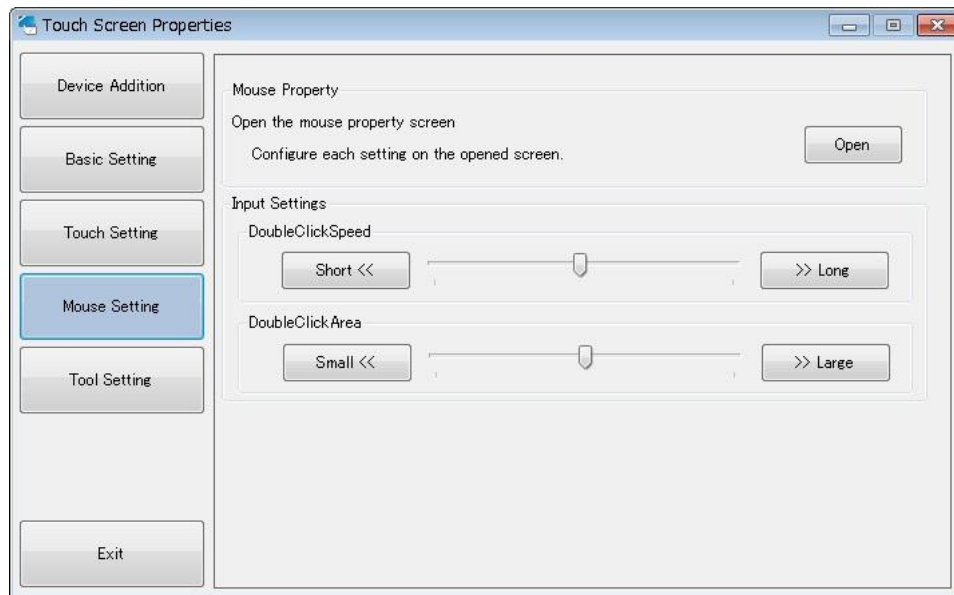 Touch Screen Properties
Device Addition
Basic Setting
Touch Setting
Mouse Setting
Tool Setting
Exit
Mouse Property
Open the mouse property screen
Configure each setting on the opened screen.
Open
Input Settings
DoubleClickSpeed
Short <<
>> Long
DoubleClickArea
Small <<
>> Large